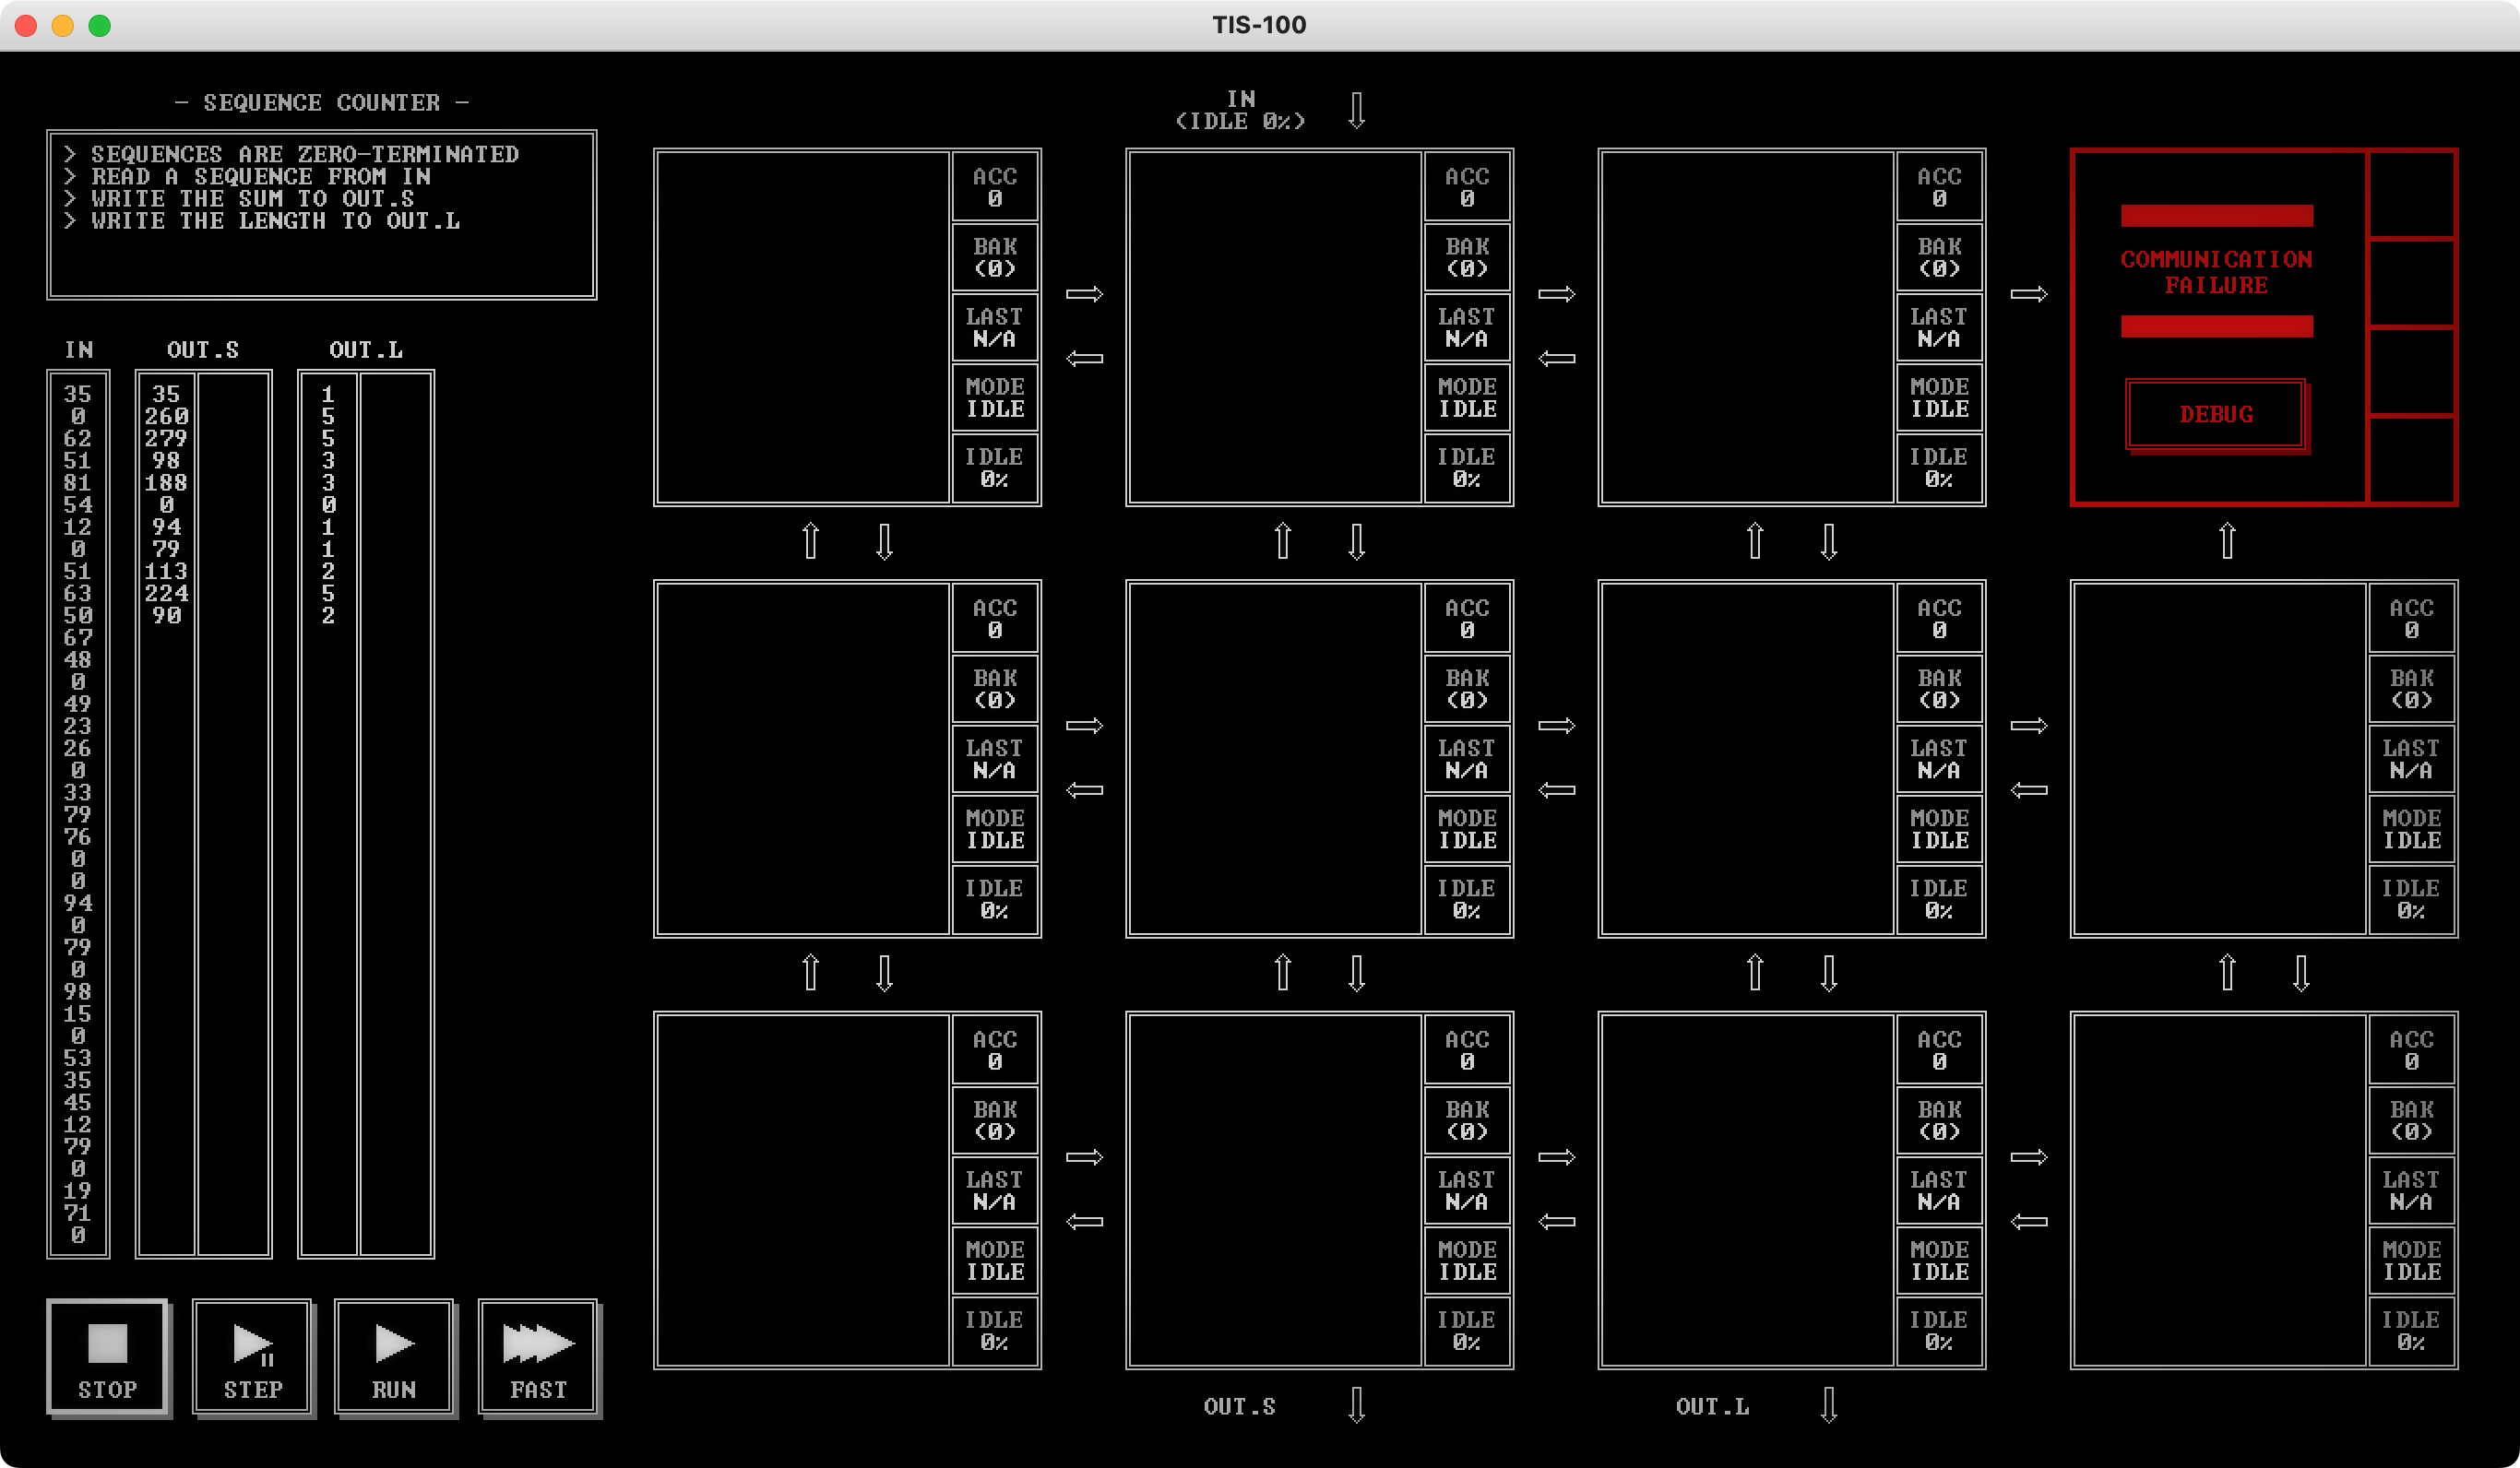 TIS-100
- SEQUENCE COUNTER -
> SEQUENCES ARE ZERO-TERMINATED
> READ A SEQUENCE FROM IN
> WRITE THE SUM TO OUT.S
> WRITE THE LENGTH TO OUT.L
IN OUT.S OUT.L
35 35 1
0 260 5
62 279 5
51 98 3
81 188 3
54 0 0
12 94 1
0 79 1
51 113 2
63 224 5
50 90 2
67
48
0
49
23
26
0
33
79
76
0
0
94
0
79
0
98
15
0
53
35
45
12
79
0
19
71
0
STOP STEP RUN FAST
IN
(IDLE 0%)
ACC ACC ACC
0 0 0
BAK BAK BAK
(0) (0) (0)
LAST LAST LAST
N/A N/A N/A
MODE MODE MODE
IDLE IDLE IDLE
IDLE IDLE IDLE
0% 0% 0%
COMMUNICATION
FAILURE
DEBUG
ACC ACC ACC ACC
0 0 0 0
BAK BAK BAK BAK
(0) (0) (0) (0)
LAST LAST LAST LAST
N/A N/A N/A N/A
MODE MODE MODE MODE
IDLE IDLE IDLE IDLE
IDLE IDLE IDLE IDLE
0% 0% 0% 0%
ACC ACC ACC ACC
0 0 0 0
BAK BAK BAK BAK
(0) (0) (0) (0)
LAST LAST LAST LAST
N/A N/A N/A N/A
MODE MODE MODE MODE
IDLE IDLE IDLE IDLE
IDLE IDLE IDLE IDLE
0% 0% 0% 0%
OUT.S OUT.L